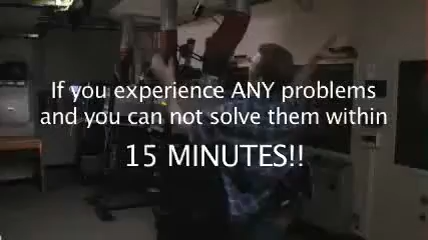 If you experience ANY problems
and you can not solve them within
15 MINUTES!!